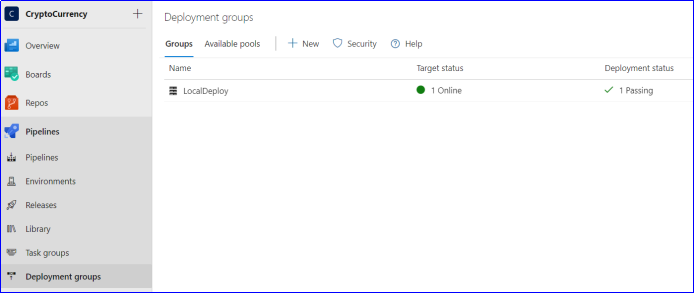 C CryptoCurrency
Overview
Boards
Repos
Pipelines
Pipelines
Environments
Releases
Library
Task groups
Deployment groups
Deployment groups
Groups Available pools New Security Help
Name Target status Deployment status
LocalDeploy 1 Online 1 Passing